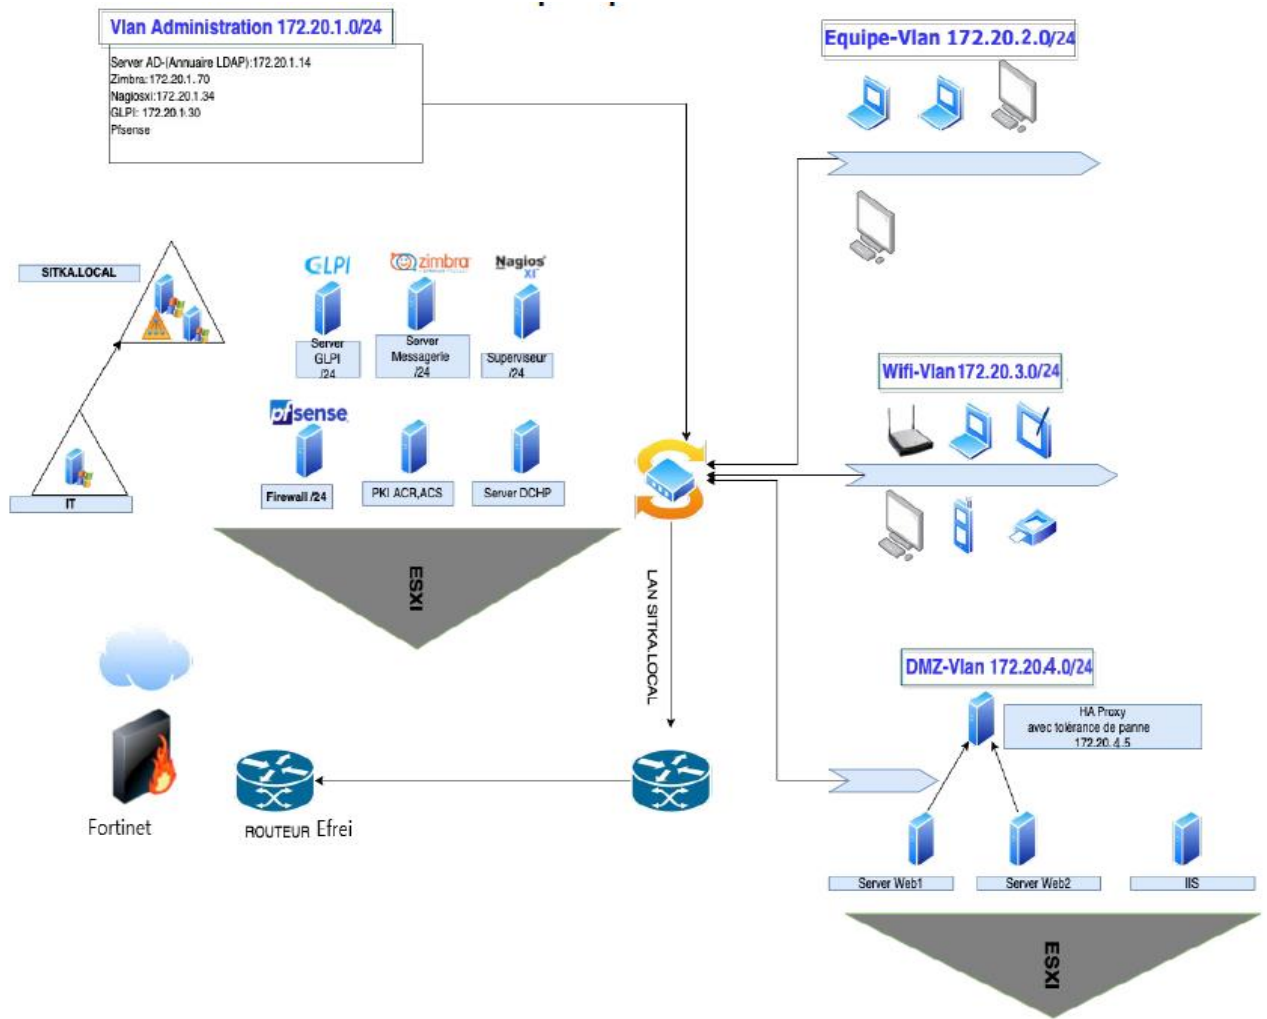 Vlan Administration 172.20.1.0/24
Server AD-(Annuaire LDAP):172.20.1.14
Zimbra:172.20.1.70
Nagiosxi:172.20.1.34
GLPI: 172.20.1.30
Pfsense
Equipe-Vlan 172.20.2.0/24
SITKA.LOCAL
IT
GLPI
zimbra
Nagios XI
Server
GLPI
/24
Server
Messagerie
/24
Superviseur
/24
pfsense
Firewall /24
PKI ACR,ACS
Server DCHP
ESXI
Wifi-Vlan 172.20.3.0/24
LAN SITKA.LOCAL
DMZ-Vlan 172.20.4.0/24
HA Proxy
avec tolérance de panne
172.20.4.5
Fortinet
ROUTEUR Efrei
Server Web1
Server Web2
IIS
ESXI